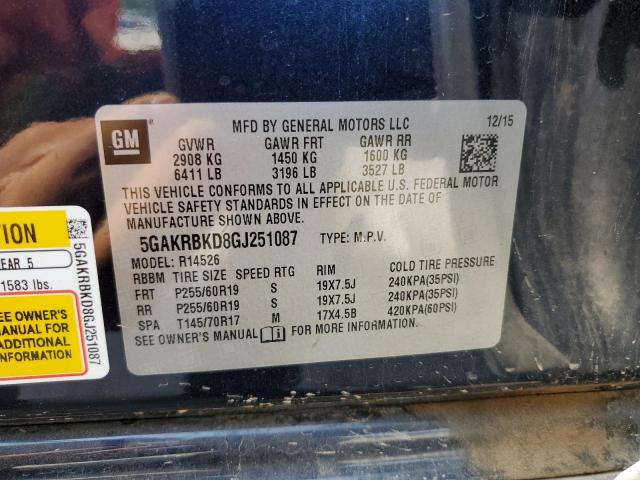 GM
®
MFD BY GENERAL MOTORS LLC 12/15
GVWR GAWR FRT GAWR RR
2908 KG 1450 KG 1600 KG
6411 LB 3196 LB 3527 LB
THIS VEHICLE CONFORMS TO ALL APPLICABLE U.S. FEDERAL MOTOR
VEHICLE SAFETY STANDARDS IN EFFECT ON THE DATE OF
MANUFACTURE SHOWN ABOVE.
5GAKRBKD8GJ251087 TYPE: M.P.V.
MODEL: R14526
RBBM TIRE SIZE SPEED RTG RIM COLD TIRE PRESSURE
FRT P255/60R19 S 19X7.5J 240KPA(35PSI)
RR P255/60R19 S 19X7.5J 240KPA(35PSI)
SPA T145/70R17 M 17X4.5B 420KPA(60PSI)
SEE OWNER'S MANUAL FOR MORE INFORMATION.
TION
EAR 5
1583 lbs.
EE OWNER'S
MANUAL FOR
ADDITIONAL
FORMATION
5GAKRBKD8GJ251087